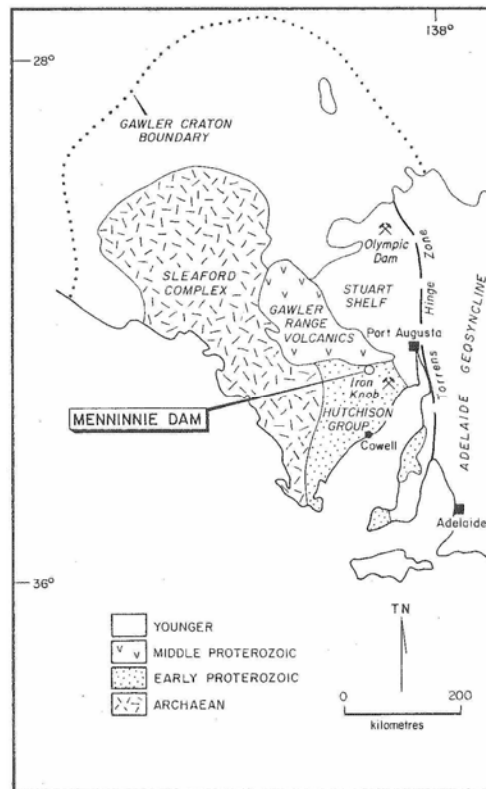 138°
28°
GAWLER CRATON
BOUNDARY
Olympic
Dam
SLEAFORD
COMPLEX
STUART
SHELF
GAWLER
RANGE
VOLCANICS
Port Augusta
Torrens Hinge Zone
ADELAIDE GEOSYNCLINE
Iron
Knob
MENNINNIE DAM
HUTCHISON
GROUP
Cowell
Adelaide
36°
YOUNGER
V V V MIDDLE PROTEROZOIC
EARLY PROTEROZOIC
ARCHAEAN
TN
0 200
kilometres